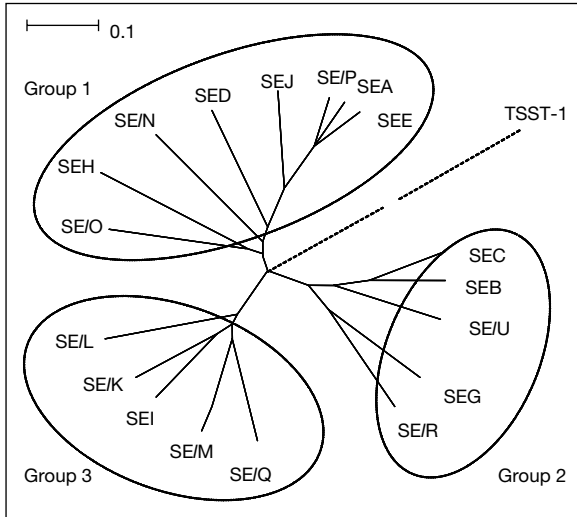 0.1
Group 1
SE/P
SEJ
SEA
SED
SEE
TSST-1
SE/N
SEH
SE/O
SEC
SEB
SE/U
SE/L
SE/K
SEG
SEI
SE/R
SE/M
SE/Q
Group 3
Group 2